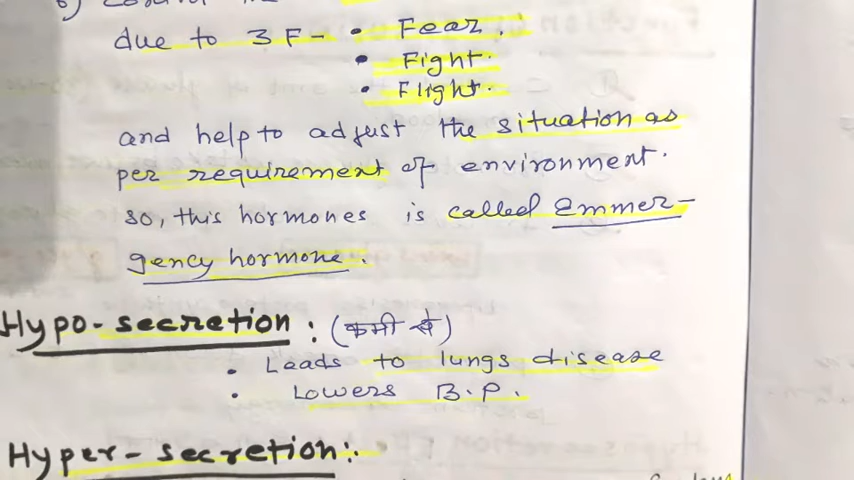 due to 3F- • Fear.
• Fight.
• Flight.
and help to adjust the situation as
per requirement of environment.
so, this hormones is called Emmer-
gency hormone.
Hypo-secretion : (कमी से)
• Leads to lungs disease
• Lowers B.P.
Hyper-secretion: